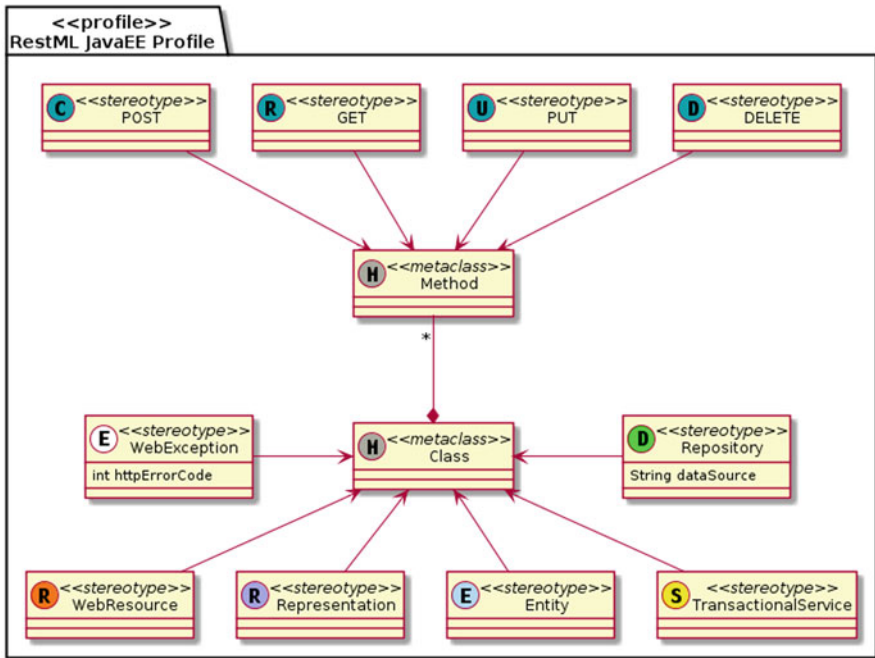 <<profile>>
RestML JavaEE Profile
C <<stereotype>>
POST
R <<stereotype>>
GET
U <<stereotype>>
PUT
D <<stereotype>>
DELETE
H <<metaclass>>
Method
*
E <<stereotype>>
WebException
int httpErrorCode
H <<metaclass>>
Class
D <<stereotype>>
Repository
String dataSource
R <<stereotype>>
WebResource
R <<stereotype>>
Representation
E <<stereotype>>
Entity
S <<stereotype>>
TransactionalService